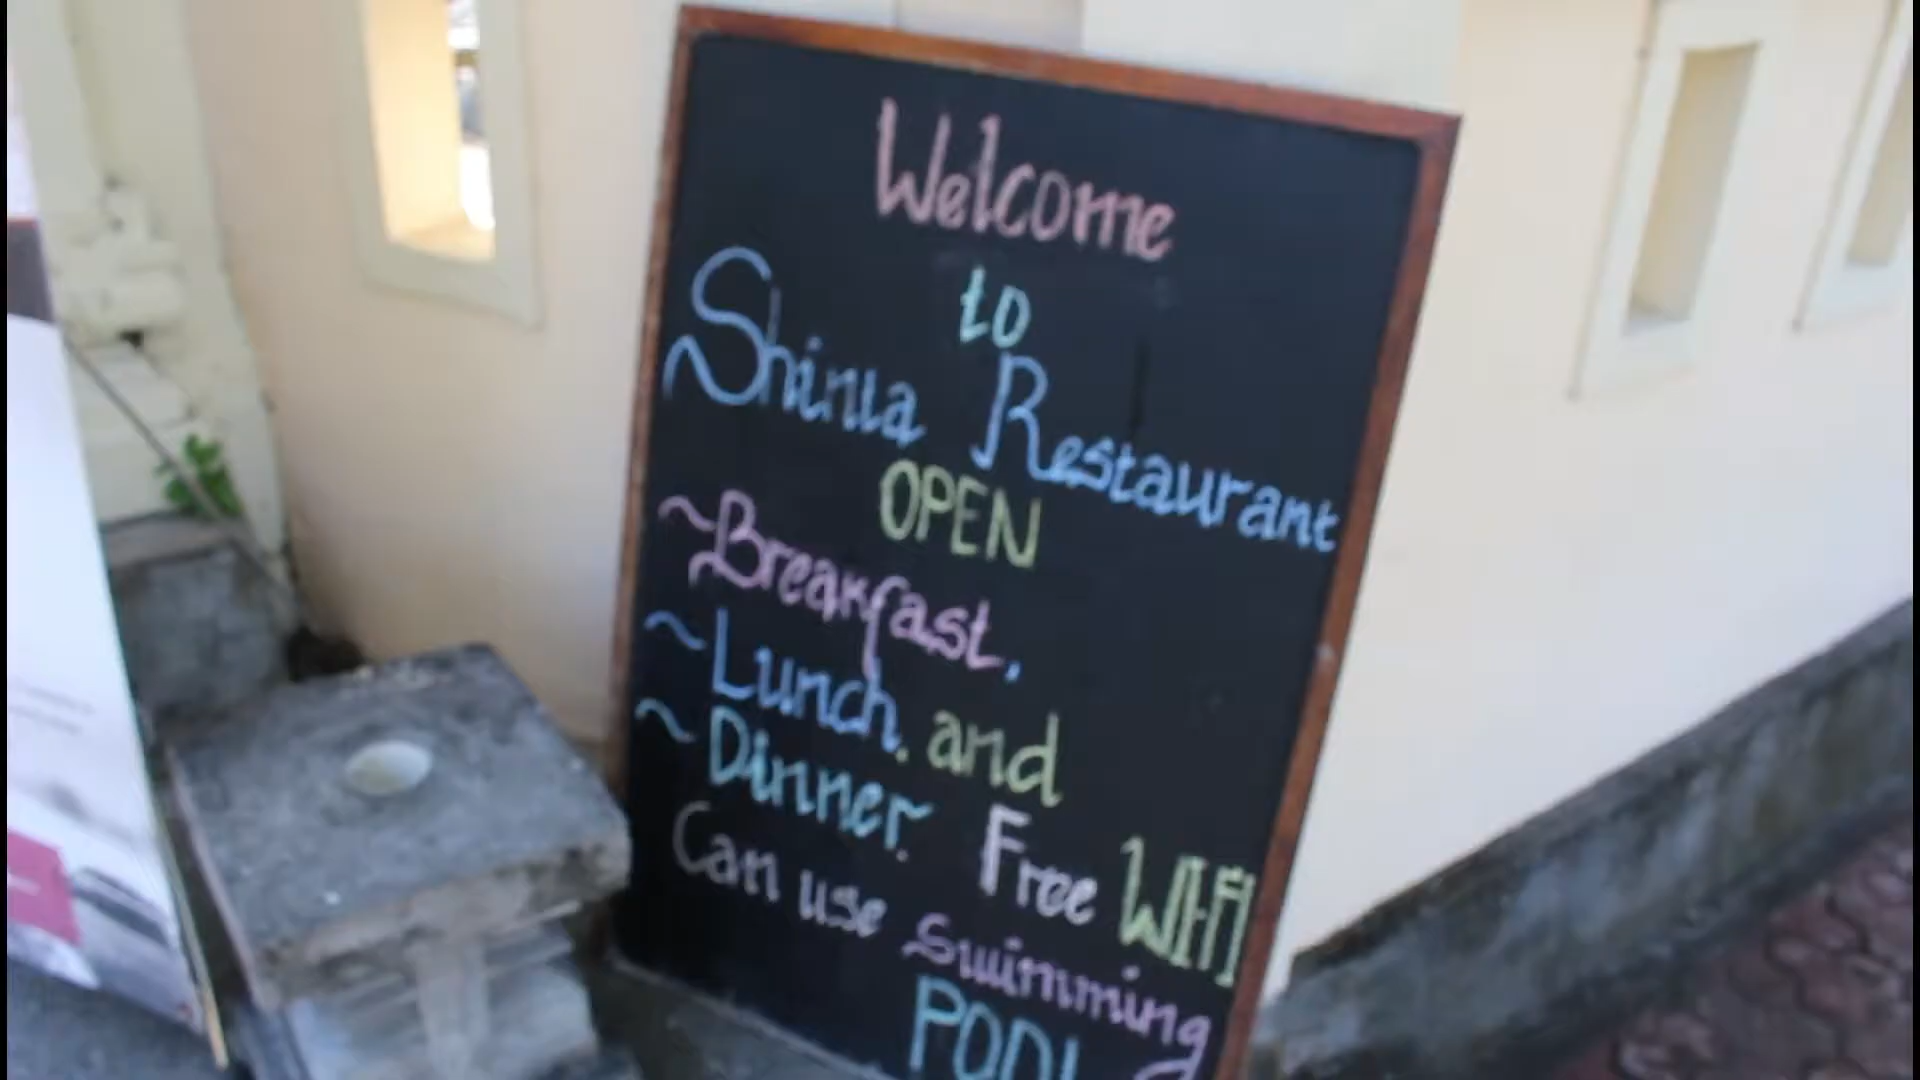 Welcome
to
~Shinta Restaurant
OPEN
~Breakfast,
~Lunch. and
~Dinner. Free WIFI
Can use swimming
POOL